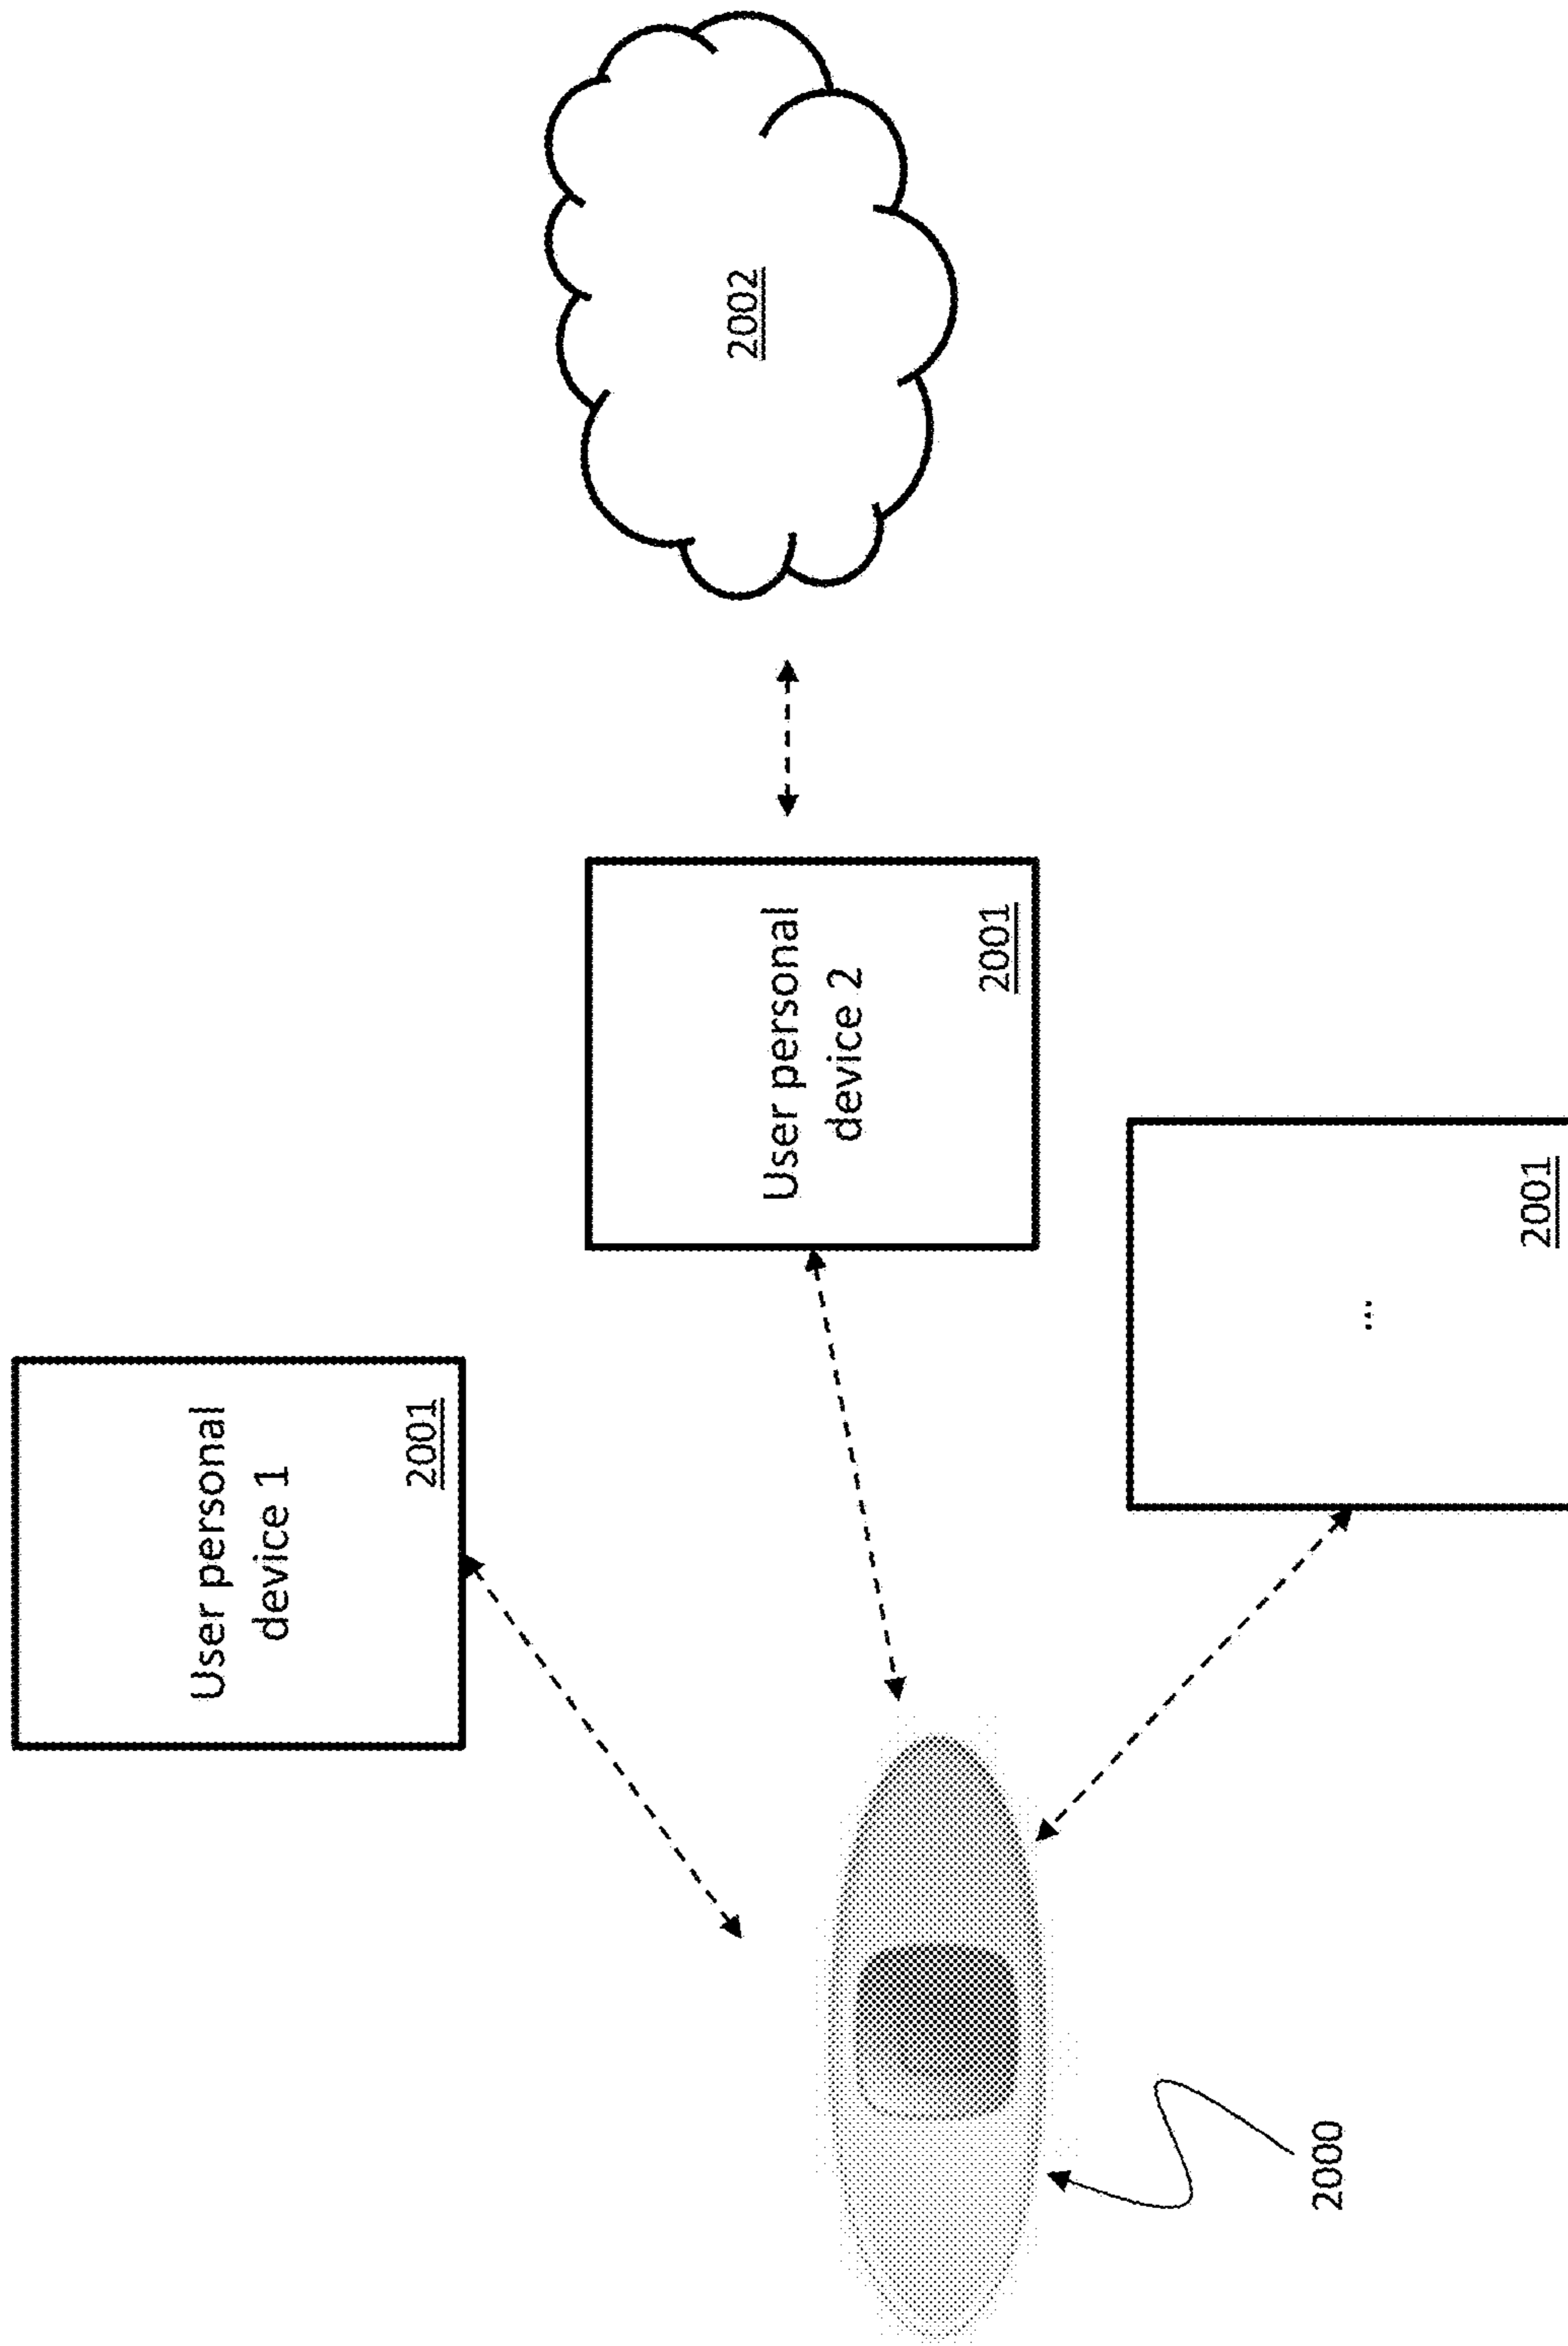 User personal
device 1
2001
User personal
device 2
2001
...
2001
2002
2000